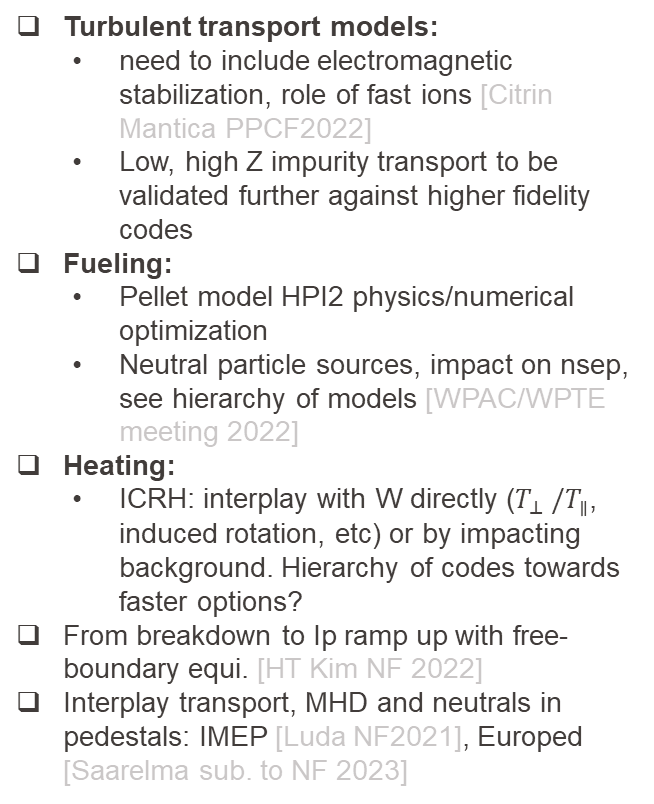 ❑ Turbulent transport models:
• need to include electromagnetic
stabilization, role of fast ions [Citrin
Mantica PPCF2022]
• Low, high Z impurity transport to be
validated further against higher fidelity
codes
❑ Fueling:
• Pellet model HPI2 physics/numerical
optimization
• Neutral particle sources, impact on nsep,
see hierarchy of models [WPAC/WPTE
meeting 2022]
❑ Heating:
• ICRH: interplay with W directly (T⊥ /T∥,
induced rotation, etc) or by impacting
background. Hierarchy of codes towards
faster options?
❑ From breakdown to Ip ramp up with free-
boundary equi. [HT Kim NF 2022]
❑ Interplay transport, MHD and neutrals in
pedestals: IMEP [Luda NF2021], Europed
[Saarelma sub. to NF 2023]